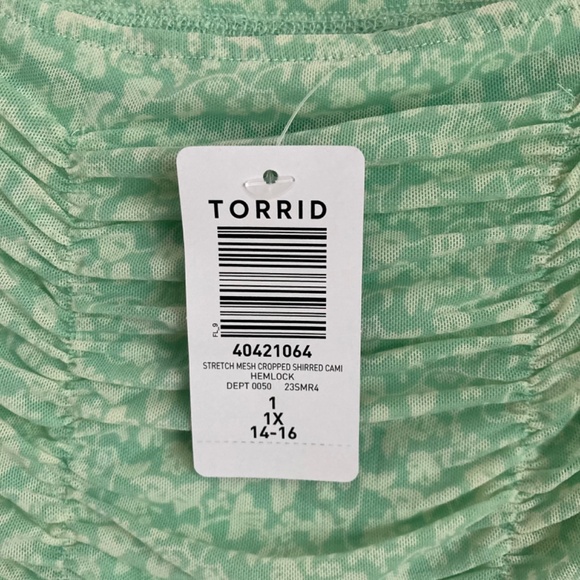 TORRID
FL_9
40421064
STRETCH MESH CROPPED SHIRRED CAMI
HEMLOCK
DEPT 0050 23SMR4
1
1X
14-16